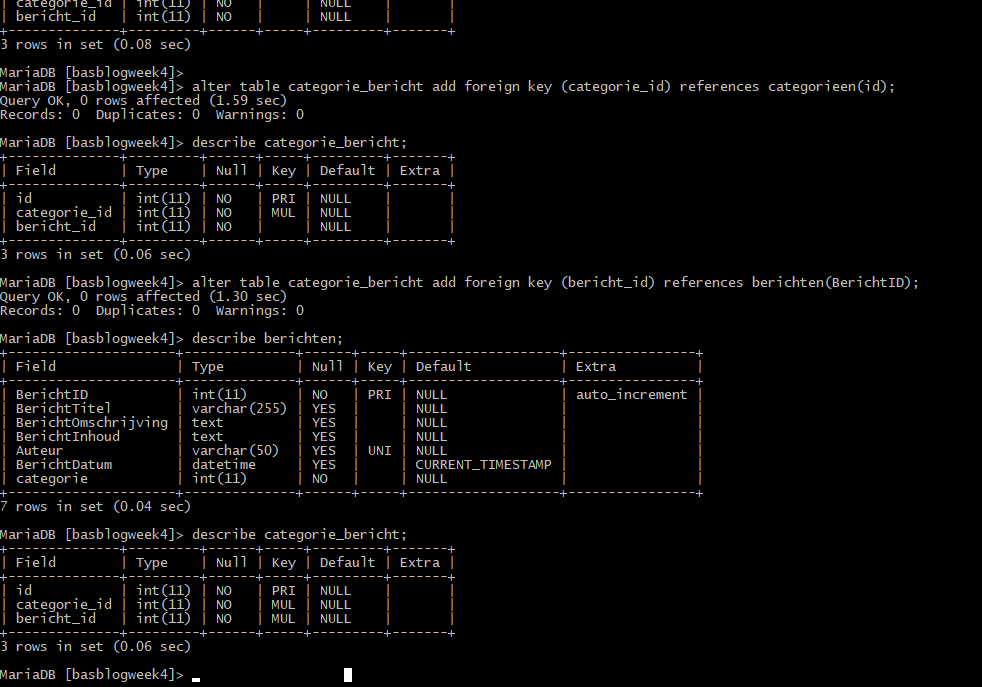 | categorie_id | int(11) | NO   |     | NULL    |       |
| bericht_id   | int(11) | NO   |     | NULL    |       |
+--------------+---------+------+-----+---------+-------+
3 rows in set (0.08 sec)
MariaDB [basblogweek4]>
MariaDB [basblogweek4]> alter table categorie_bericht add foreign key (categorie_id) references categorieen(id);
Query OK, 0 rows affected (1.59 sec)
Records: 0  Duplicates: 0  Warnings: 0
MariaDB [basblogweek4]> describe categorie_bericht;
+--------------+---------+------+-----+---------+-------+
| Field        | Type    | Null | Key | Default | Extra |
+--------------+---------+------+-----+---------+-------+
| id           | int(11) | NO   | PRI | NULL    |       |
| categorie_id | int(11) | NO   | MUL | NULL    |       |
| bericht_id   | int(11) | NO   |     | NULL    |       |
+--------------+---------+------+-----+---------+-------+
3 rows in set (0.06 sec)
MariaDB [basblogweek4]> alter table categorie_bericht add foreign key (bericht_id) references berichten(BerichtID);
Query OK, 0 rows affected (1.30 sec)
Records: 0  Duplicates: 0  Warnings: 0
MariaDB [basblogweek4]> describe berichten;
+---------------------+--------------+------+-----+-------------------+----------------+
| Field               | Type         | Null | Key | Default           | Extra          |
+---------------------+--------------+------+-----+-------------------+----------------+
| BerichtID           | int(11)      | NO   | PRI | NULL              | auto_increment |
| BerichtTitel        | varchar(255) | YES  |     | NULL              |                |
| BerichtOmschrijving | text         | YES  |     | NULL              |                |
| BerichtInhoud       | text         | YES  |     | NULL              |                |
| Auteur              | varchar(50)  | YES  | UNI | NULL              |                |
| BerichtDatum        | datetime     | YES  |     | CURRENT_TIMESTAMP |                |
| categorie           | int(11)      | NO   |     | NULL              |                |
+---------------------+--------------+------+-----+-------------------+----------------+
7 rows in set (0.04 sec)
MariaDB [basblogweek4]> describe categorie_bericht;
+--------------+---------+------+-----+---------+-------+
| Field        | Type    | Null | Key | Default | Extra |
+--------------+---------+------+-----+---------+-------+
| id           | int(11) | NO   | PRI | NULL    |       |
| categorie_id | int(11) | NO   | MUL | NULL    |       |
| bericht_id   | int(11) | NO   | MUL | NULL    |       |
+--------------+---------+------+-----+---------+-------+
3 rows in set (0.06 sec)
MariaDB [basblogweek4]>